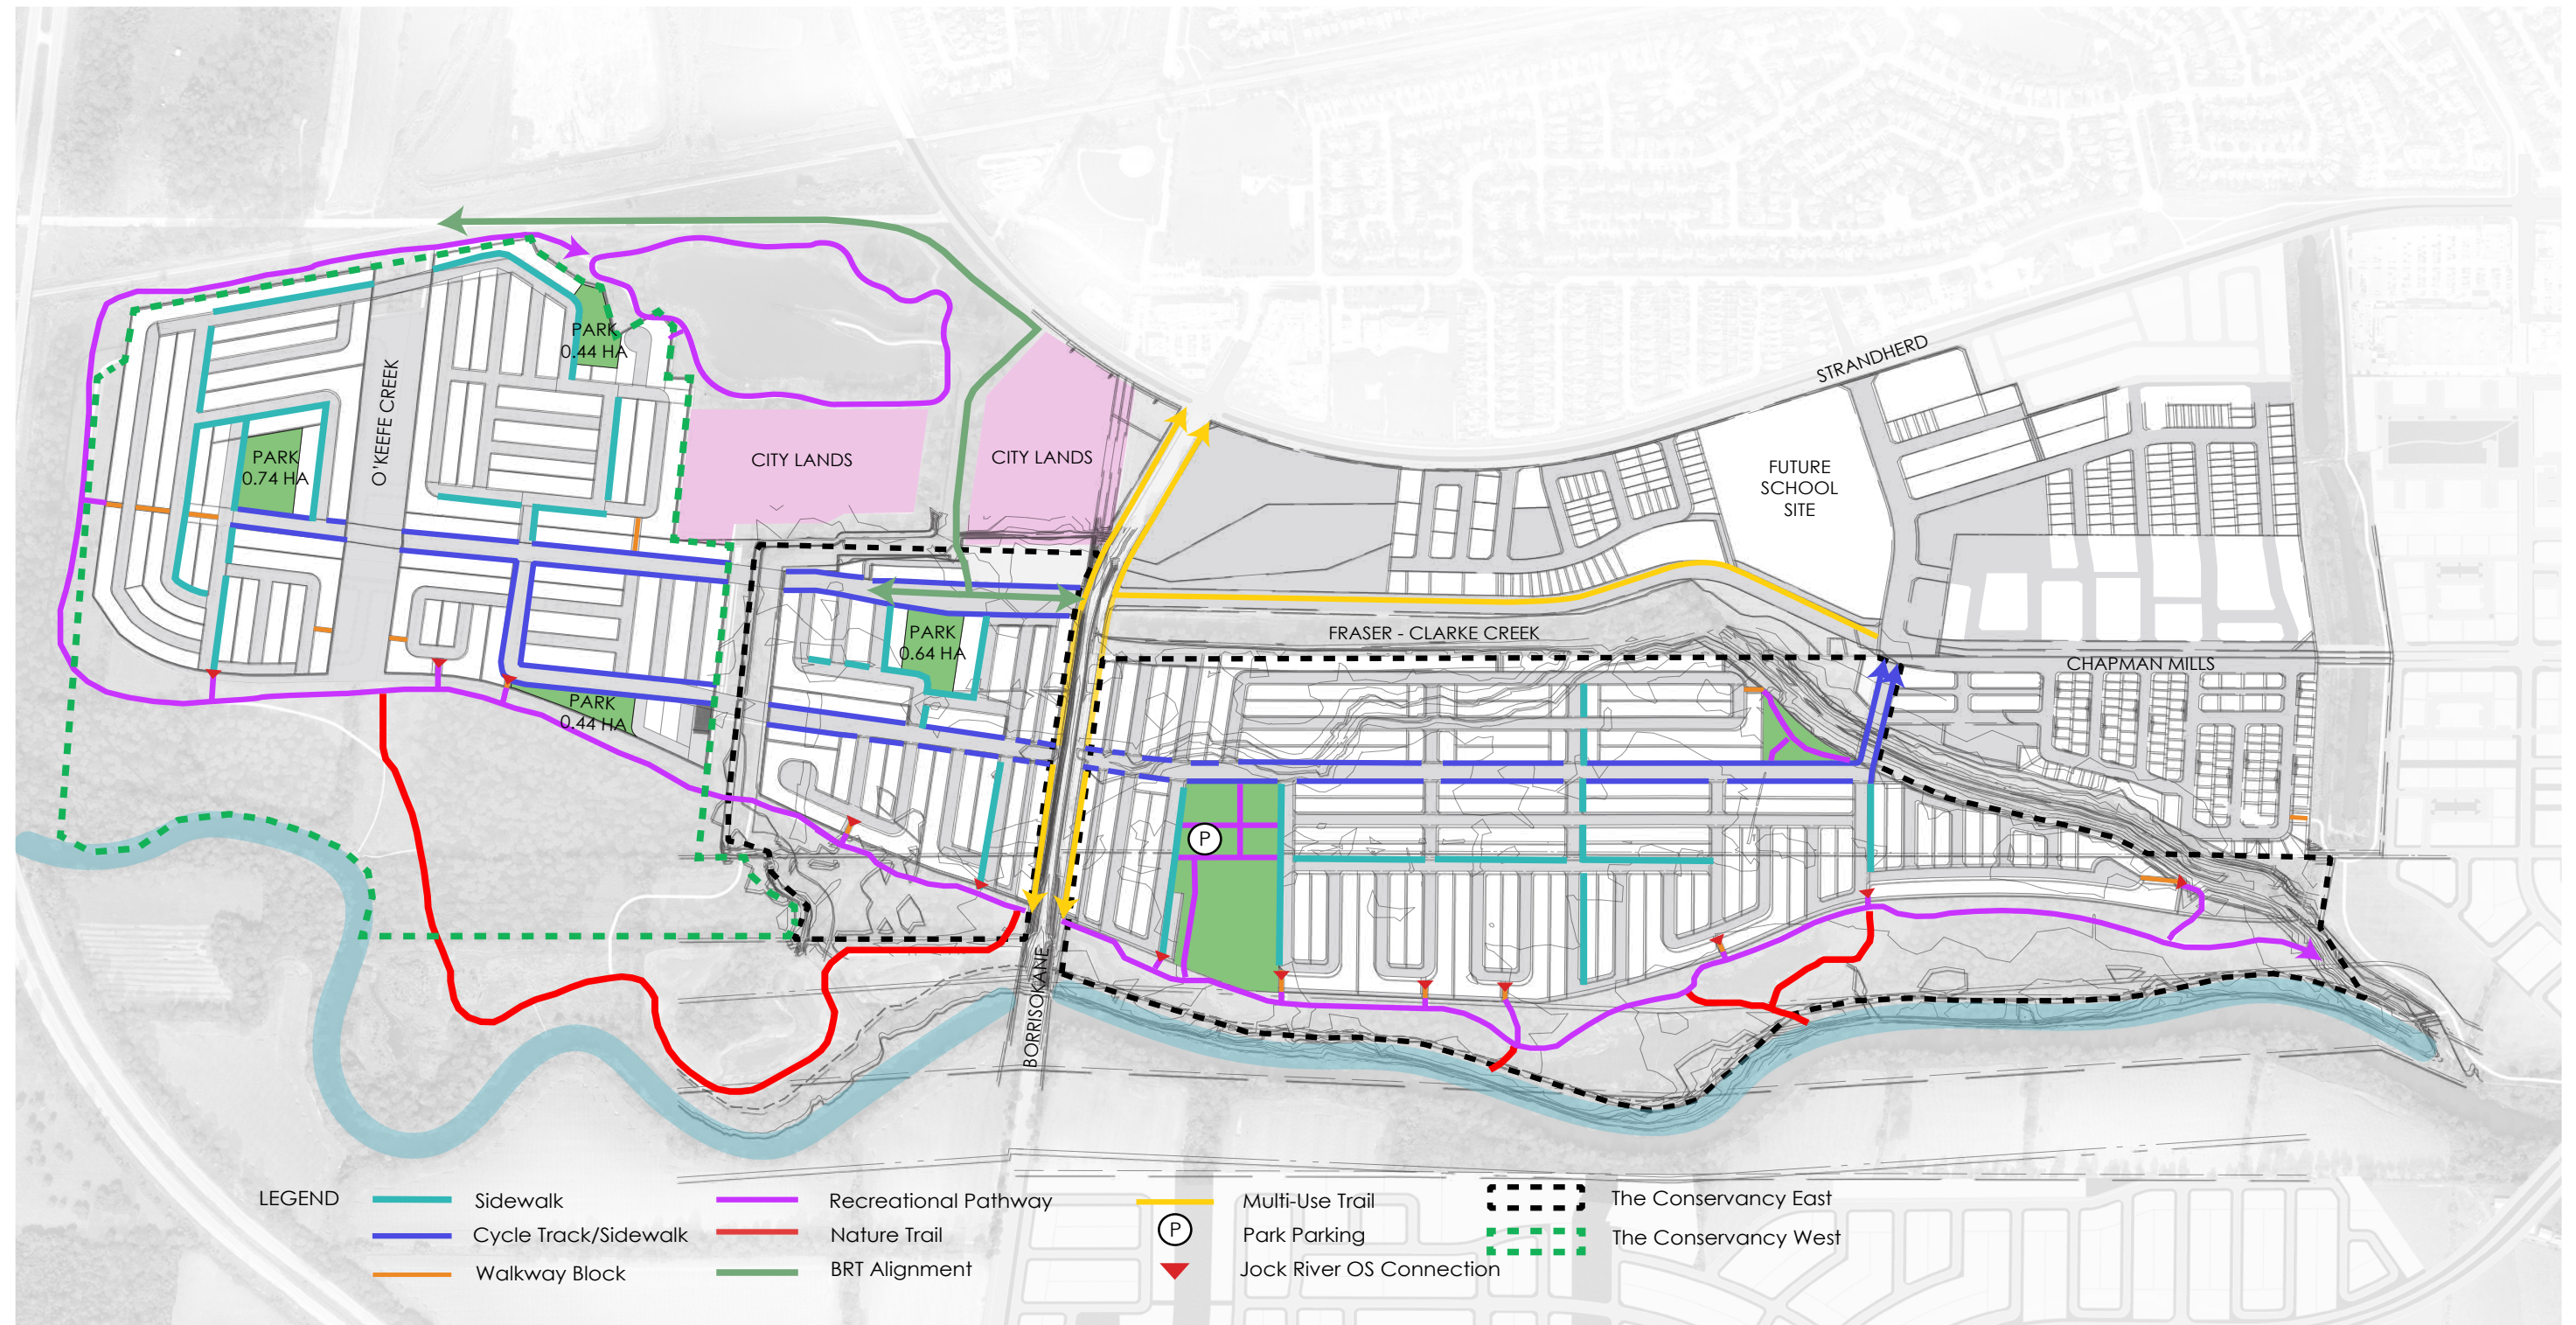 STRANDHERD
PARK
0.44 HA
O'KEEFE CREEK
PARK
0.74 HA
CITY LANDS
CITY LANDS
FUTURE
SCHOOL
SITE
PARK
0.64 HA
FRASER - CLARKE CREEK
CHAPMAN MILLS
PARK
0.44 HA
P
BORRISOKANE
LEGEND
Sidewalk
Cycle Track/Sidewalk
Walkway Block
Recreational Pathway
Nature Trail
BRT Alignment
Multi-Use Trail
P
Park Parking
Jock River OS Connection
The Conservancy East
The Conservancy West